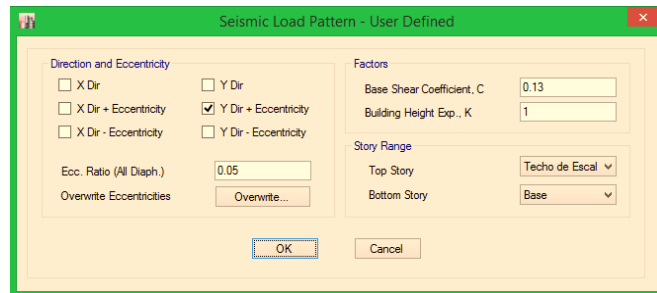 Seismic Load Pattern - User Defined
Direction and Eccentricity
X Dir
Y Dir
X Dir + Eccentricity
Y Dir + Eccentricity
X Dir - Eccentricity
Y Dir - Eccentricity
Ecc. Ratio (All Diaph.)
0.05
Overwrite Eccentricities
Overwrite...
Factors
Base Shear Coefficient, C
0.13
Building Height Exp., K
1
Story Range
Top Story
Techo de Escal
Bottom Story
Base
OK
Cancel